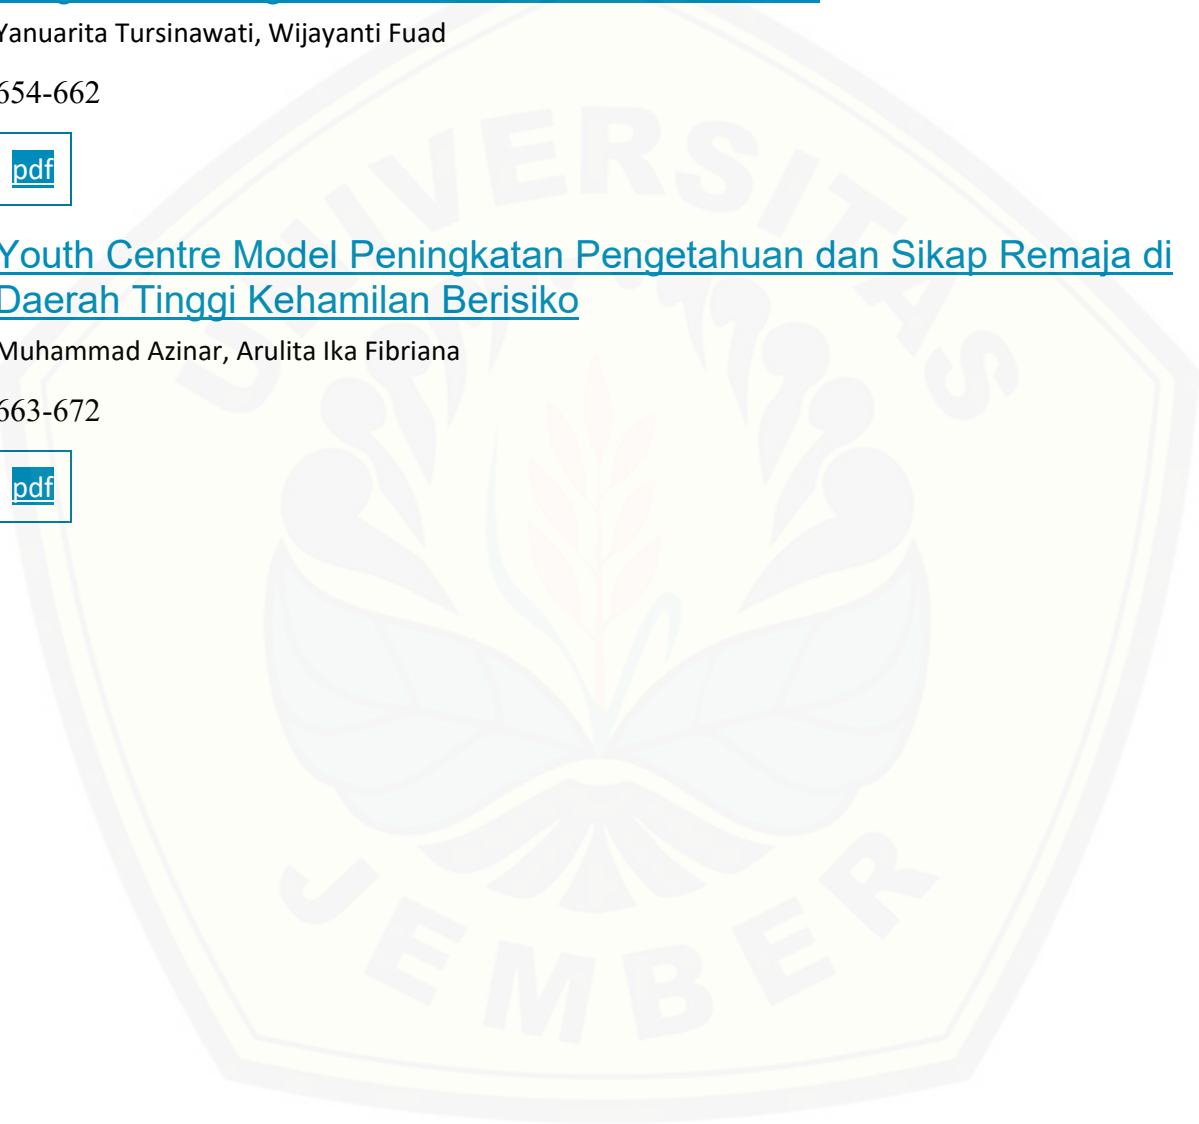 Yanuarita Tursinawati, Wijayanti Fuad
654-662
pdf
Youth Centre Model Peningkatan Pengetahuan dan Sikap Remaja di
Daerah Tinggi Kehamilan Berisiko
Muhammad Azinar, Arulita Ika Fibriana
663-672
pdf
UNIVERSITAS
JEMBER